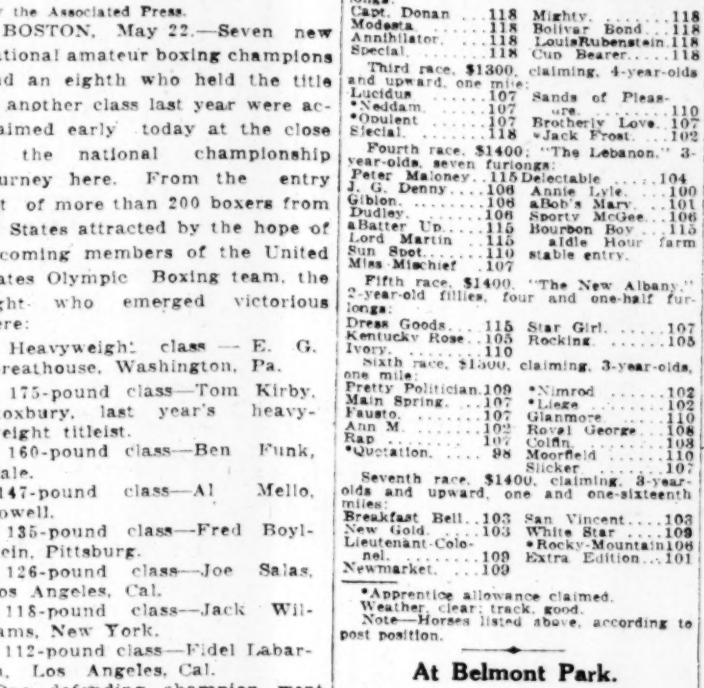 the Associated Press.
BOSTON, May 22.—Seven new
tional amateur boxing champions
d an eighth who held the title
another class last year were ac-
aimed early today at the close
the national championship
urney here. From the entry
t of more than 200 boxers from
States attracted by the hope of
coming members of the United
ates Olympic Boxing team, the
ght who emerged victorious
ere:
Heavyweight class — E. G.
reathouse, Washington, Pa.
175-pound class—Tom Kirby,
oxbury, last year's heavy-
eight titleist.
160-pound class—Ben Funk,
ale.
147-pound class—Al Mello,
owell.
135-pound class—Fred Boyl-
ein, Pittsburg.
126-pound class—Joe Salas,
os Angeles, Cal.
118-pound class—Jack Wil-
ams, New York.
112-pound class—Fidel Labar-
, Los Angeles, Cal.
defending champion went
longs:
Capt. Donan ...118 Mighty. ......118
Modesta ......118 Bolivar Bond...118
Annihilator. ...118 LouisRubenstein.118
Special. ......118 Cup Bearer....118
Third race, $1300, claiming, 4-year-olds
and upward, one mile:
Lucidus ......107 Sands of Pleas-
*Neddam. .....107 ure. ........110
*Opulent .....107 Brotherly Love..107
Siecial. .......118 *Jack Frost....102
Fourth race, $1400; "The Lebanon," 3-
year-olds, seven furlongs:
Peter Maloney..115 Delectable .....104
J. G. Denny....106 Annie Lyle. ...100
Giblon. .......106 aBob's Mary. ..101
Dudley. .......106 Sporty McGee...106
aBatter Up.....115 Bourbon Boy ...115
Lord Martin ...115 aIdle Hour farm
Sun Spot......110 stable entry.
Miss Mischief ..107
Fifth race, $1400, "The New Albany,"
2-year-old fillies, four and one-half fur-
longs:
Dress Goods....115 Star Girl. ......107
Kentucky Rose..105 Rocking. ......105
Ivory. ........110
Sixth race, $1300, claiming, 3-year-olds,
one mile:
Pretty Politician.109 *Nimrod ......102
Main Spring. ...107 *Liege .......102
Fausto. .......107 Glanmore. .....110
Ann M. .......102 Royal George...108
Rap .........107 Colfin. .......108
*Quotation. .... 98 Moorfield .....110
Slicker .......107
Seventh race, $1400, claiming, 3-year-
olds and upward, one and one-sixteenth
miles:
Breakfast Bell..103 San Vincent....103
New Gold. ....103 White Star ....109
Lieutenant-Colo- *Rocky-Mountain106
nel. ........109 Extra Edition...101
Newmarket. ...109
*Apprentice allowance claimed.
Weather, clear; track, good.
Note—Horses listed above, according to
post position.
At Belmont Park.